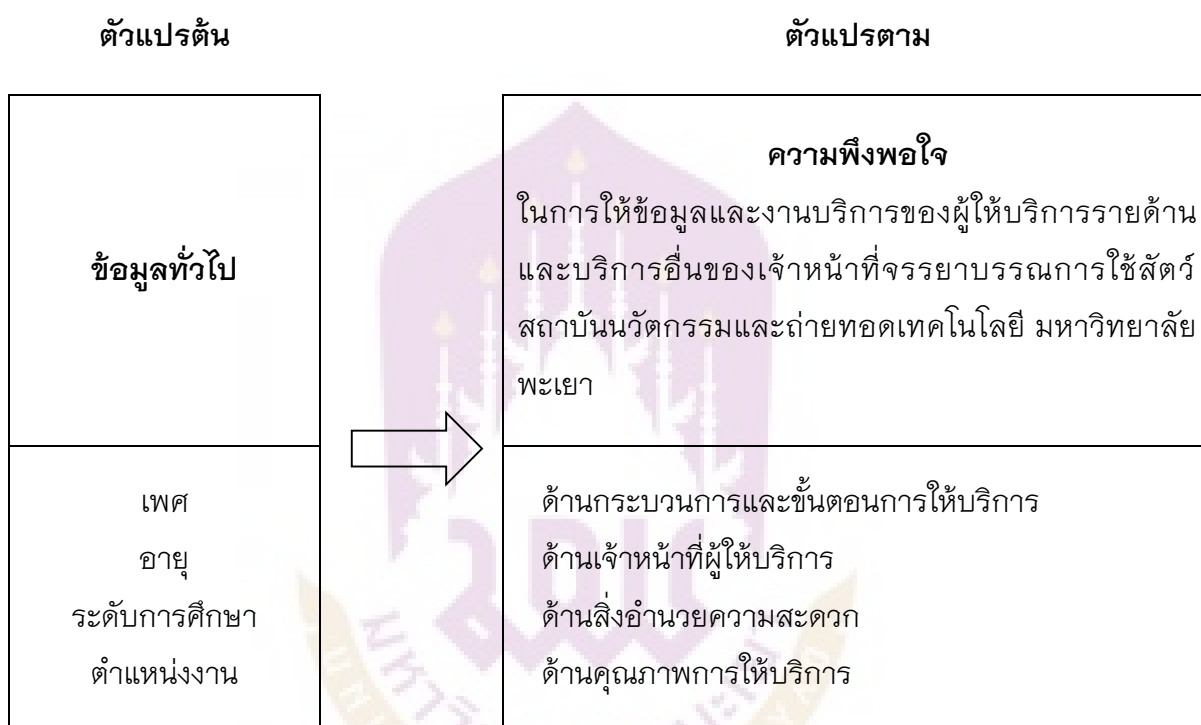 ตัวแปรต้น
ตัวแปรตาม
ข้อมูลทั่วไป
เพศ
อายุ
ระดับการศึกษา
ตำแหน่งงาน
ความพึงพอใจ
ในการให้ข้อมูลและงานบริการของผู้ให้บริการรายด้าน
และบริการอื่นของเจ้าหน้าที่จรรยาบรรณการใช้สัตว์
สถาบันนวัตกรรมและถ่ายทอดเทคโนโลยี มหาวิทยาลัย
พะเยา
ด้านกระบวนการและขั้นตอนการให้บริการ
ด้านเจ้าหน้าที่ผู้ให้บริการ
ด้านสิ่งอำนวยความสะดวก
ด้านคุณภาพการให้บริการ